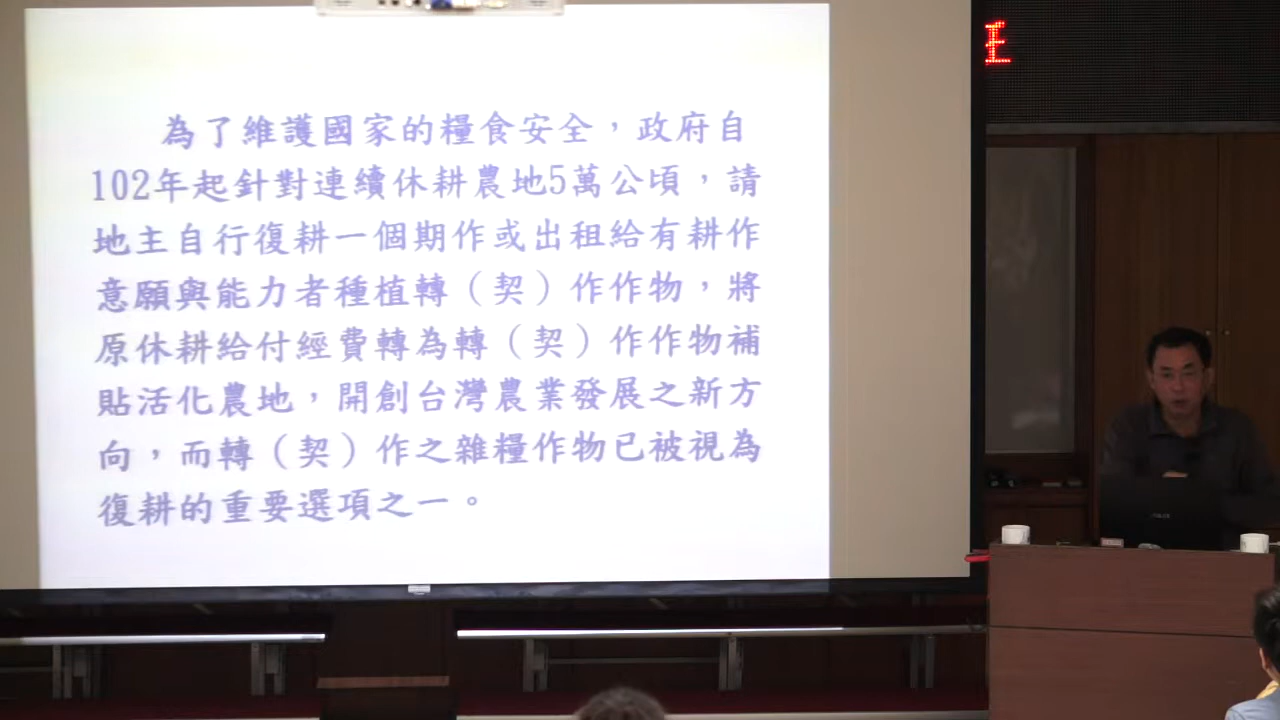 為了維護國家的糧食安全，政府自
102年起針對連續休耕農地5萬公頃，請
地主自行復耕一個期作或出租給有耕作
意願與能力者種植轉（契）作作物，將
原休耕給付經費轉為轉（契）作作物補
貼活化農地，開創台灣農業發展之新方
向，而轉（契）作之雜糧作物已被視為
復耕的重要選項之一。